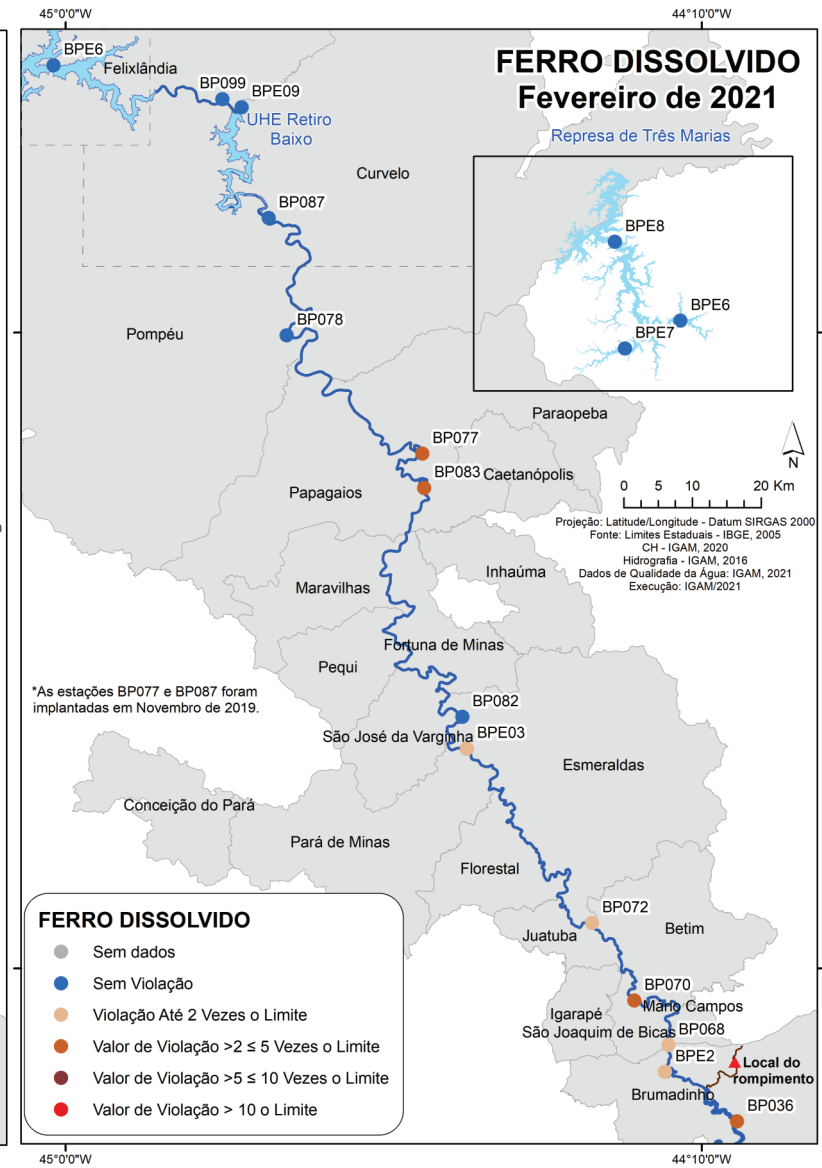 45°0'0"W
44°10'0"W
BPE6
Felixlândia
FERRO DISSOLVIDO
Fevereiro de 2021
BP099
BPE09
UHE Retiro
Baixo
Represa de Três Marias
Curvelo
BP087
BPE8
BPE6
BPE7
BP078
Pompéu
Paraopeba
BP077
BP083
Caetanópolis
Papagaios
N
0 5 10 20 Km
Projeção: Latitude/Longitude - Datum SIRGAS 2000
Fonte: Limites Estaduais - IBGE, 2005
CH - IGAM, 2020
Hidrografia - IGAM, 2016
Dados de Qualidade da Água: IGAM, 2021
Execução: IGAM/2021
Inhaúma
Maravilhas
Fortuna de Minas
Pequi
*As estações BP077 e BP087 foram
implantadas em Novembro de 2019.
BP082
São José da Varginha
BPE03
Esmeraldas
Conceição do Pará
Pará de Minas
Florestal
BP072
Juatuba
Betim
BP070
Mário Campos
Igarapé
São Joaquim de Bicas
BP068
BPE2
Local do
rompimento
Brumadinho
BP036
FERRO DISSOLVIDO
Sem dados
Sem Violação
Violação Até 2 Vezes o Limite
Valor de Violação >2 ≤ 5 Vezes o Limite
Valor de Violação >5 ≤ 10 Vezes o Limite
Valor de Violação > 10 o Limite
45°0'0"W
44°10'0"W